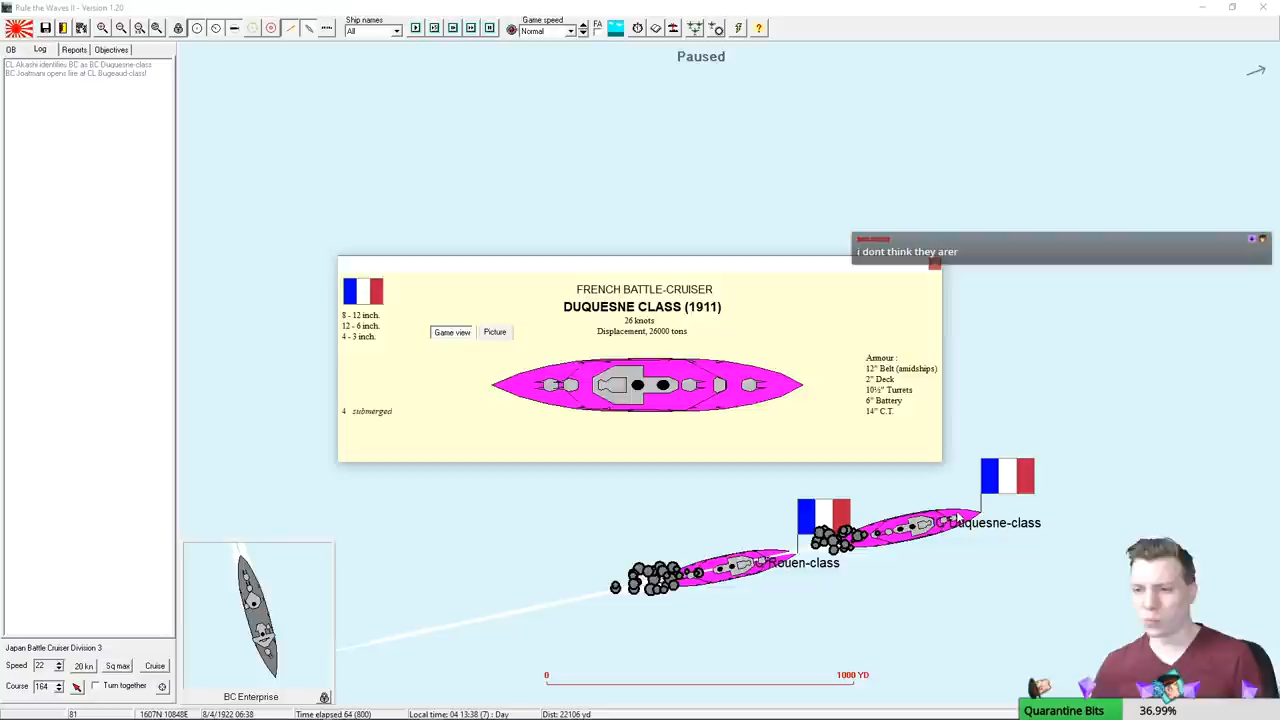 Rule the Waves II - Version 1.20
Ship names
All
Game speed
Normal
FA
OB
Log
Reports
Objectives
CL Akashi identifies BC as BC Duquesne-class
BC Joatmani opens fire at CL Bugeaud-class!
Paused
i dont think they arer
FRENCH BATTLE-CRUISER
DUQUESNE CLASS (1911)
26 knots
Displacement, 26000 tons
8 - 12 inch.
12 - 6 inch.
4 - 3 inch.
Game view
Picture
4 submerged
Armour :
12" Belt (amidships)
2" Deck
10½" Turrets
6" Battery
14" C.T.
Duquesne-class
Rouen-class
0
1000 YD
Japan Battle Cruiser Division 3
Speed
22
20 kn
Sq max
Cruise
Course
164
Turn together
BC Enterprise
81
1607N 10848E
8/4/1922 06:38
Time elapsed 64 (800)
Local time: 04 13:38 (7) : Day
Dist: 22106 yd
Quarantine Bits
36.99%